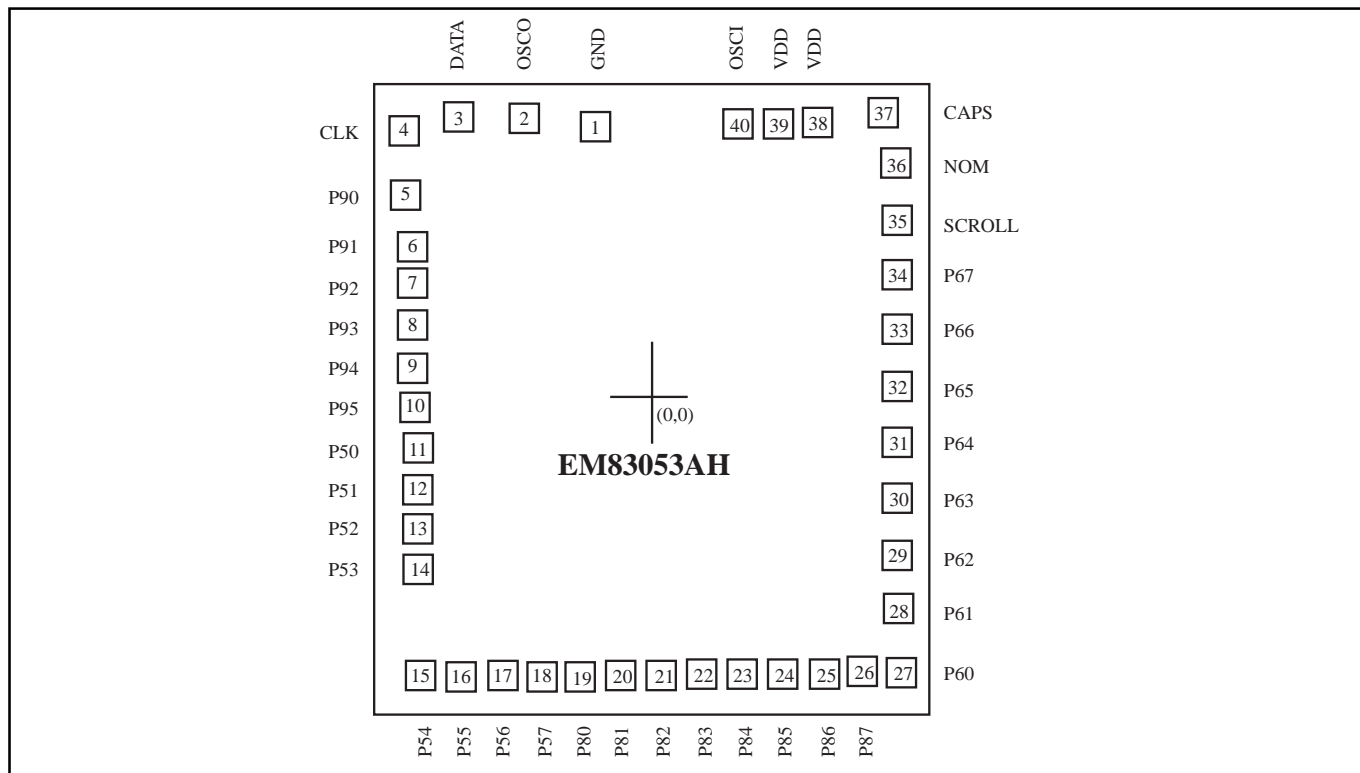 DATA
OSCO
GND
OSCI
VDD
VDD
CLK
4
3
2
1
40
39
38
37
CAPS
36
NOM
P90
5
35
SCROLL
P91
6
P92
7
34
P67
P93
8
33
P66
P94
9
32
P65
P95
10
(0,0)
P50
11
31
P64
EM83053AH
P51
12
30
P63
P52
13
29
P62
P53
14
28
P61
15
16
17
18
19
20
21
22
23
24
25
26
27
P60
P54
P55
P56
P57
P80
P81
P82
P83
P84
P85
P86
P87